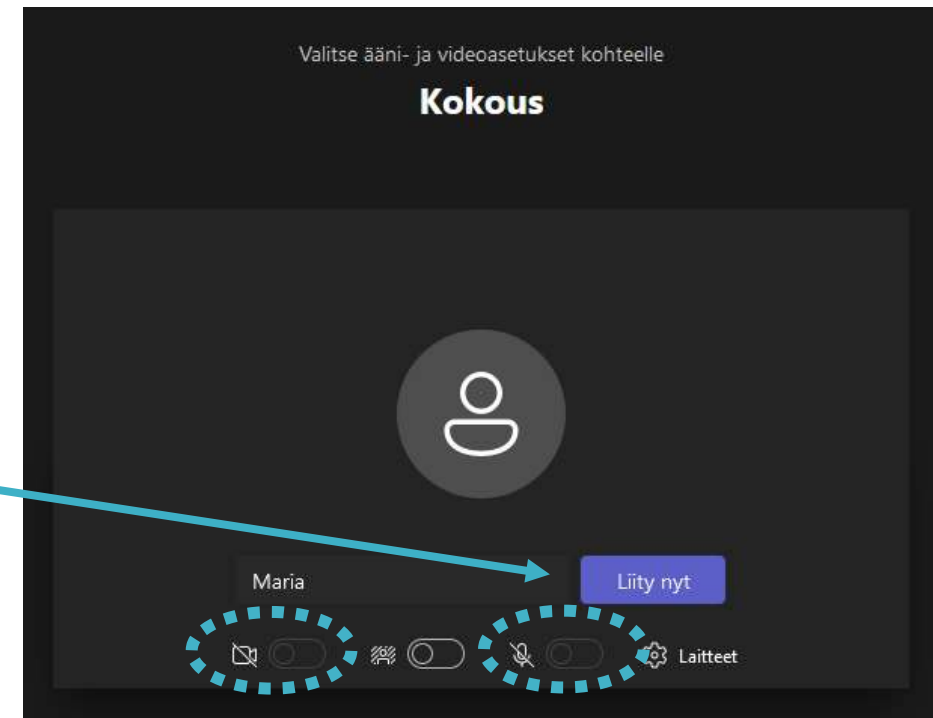 Valitse ääni- ja videoasetukset kohteelle
Kokous
Maria
Liity nyt
Laitteet